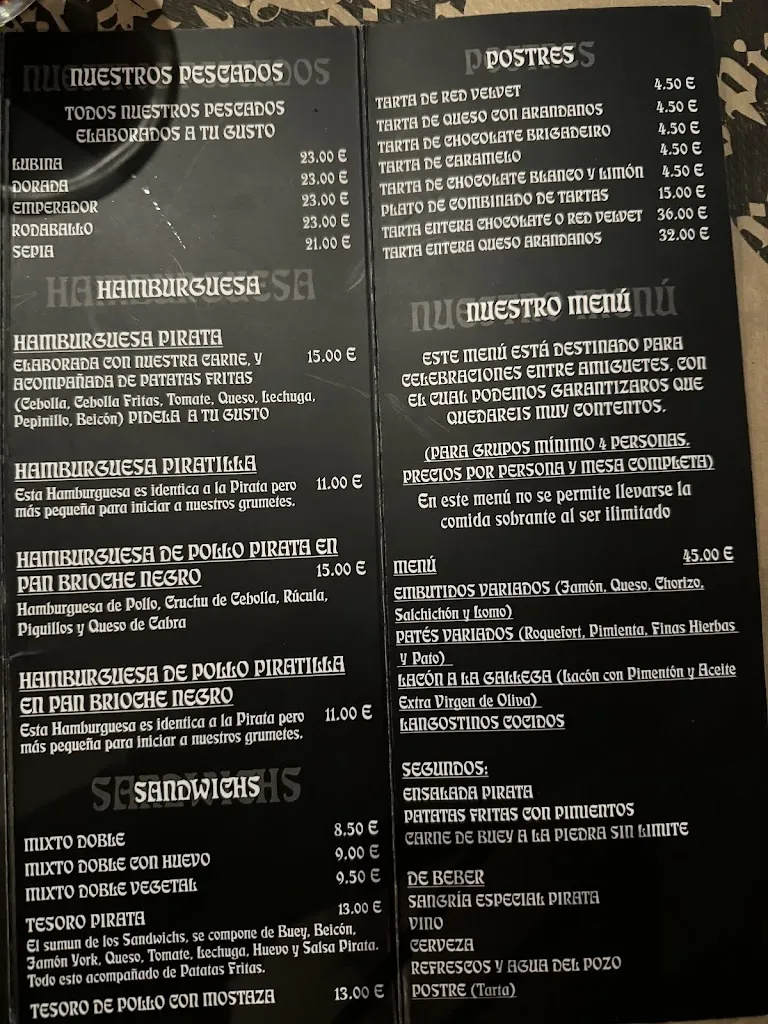 NUESTROS PESCADOS
TODOS NUESTROS PESCADOS
ELABORADOS A TU GUSTO
LUBINA 23.00 €
DORADA 23.00 €
EMPERADOR 23.00 €
RODABALLO 23.00 €
SEPIA 21.00 €
HAMBURGUESA
HAMBURGUESA PIRATA
ELABORADA CON NUESTRA CARNE, Y 15.00 €
ACOMPAÑADA DE PATATAS FRITAS
(Cebolla, Cebolla Fritas, Tomate, Queso, Lechuga,
Pepinillo, Beicón) PIDELA A TU GUSTO
HAMBURGUESA PIRATILLA
Esta Hamburguesa es identica a la Pirata pero 11.00 €
más pequeña para iniciar a nuestros grumetes.
HAMBURGUESA DE POLLO PIRATA EN
PAN BRIOCHE NEGRO 15.00 €
Hamburguesa de Pollo, Cruchu de Cebolla, Rúcula,
Piquillos y Queso de Cabra
HAMBURGUESA DE POLLO PIRATILLA
EN PAN BRIOCHE NEGRO
Esta Hamburguesa es identica a la Pirata pero 11.00 €
más pequeña para iniciar a nuestros grumetes.
SANDWICHS
MIXTO DOBLE 8.50 €
MIXTO DOBLE CON HUEVO 9.00 €
MIXTO DOBLE VEGETAL 9.50 €
TESORO PIRATA 13.00 €
El sumun de los Sandwichs, se compone de Buey, Beicón,
Jamón York, Queso, Tomate, Lechuga, Huevo y Salsa Pirata.
Todo esto acompañado de Patatas Fritas.
TESORO DE POLLO CON MOSTAZA 13.00 €
POSTRES
TARTA DE RED VELVET 4.50 €
TARTA DE QUESO CON ARANDANOS 4.50 €
TARTA DE CHOCOLATE BRIGADEIRO 4.50 €
TARTA DE CARAMELO 4.50 €
TARTA DE CHOCOLATE BLANCO Y LIMÓN 4.50 €
PLATO DE COMBINADO DE TARTAS 15.00 €
TARTA ENTERA CHOCOLATE O RED VELVET 36.00 €
TARTA ENTERA QUESO ARANDANOS 32.00 €
NUESTRO MENÚ
ESTE MENÚ ESTÁ DESTINADO PARA
CELEBRACIONES ENTRE AMIGUETES, CON
EL CUAL PODEMOS GARANTIZAROS QUE
QUEDAREIS MUY CONTENTOS.
(PARA GRUPOS MÍNIMO 4 PERSONAS.
PRECIOS POR PERSONA Y MESA COMPLETA)
En este menú no se permite llevarse la
comida sobrante al ser ilimitado
MENÚ 45.00 €
EMBUTIDOS VARIADOS (Jamón, Queso, Chorizo,
Salchichón y Lomo)
PATÉS VARIADOS (Roquefort, Pimienta, Finas Hierbas
y Pato)
LACÓN A LA GALLEGA (Lacón con Pimentón y Aceite
Extra Virgen de Oliva)
LANGOSTINOS COCIDOS
SEGUNDOS:
ENSALADA PIRATA
PATATAS FRITAS CON PIMIENTOS
CARNE DE BUEY A LA PIEDRA SIN LIMITE
DE BEBER
SANGRÍA ESPECIAL PIRATA
VINO
CERVEZA
REFRESCOS Y AGUA DEL POZO
POSTRE (Tarta)